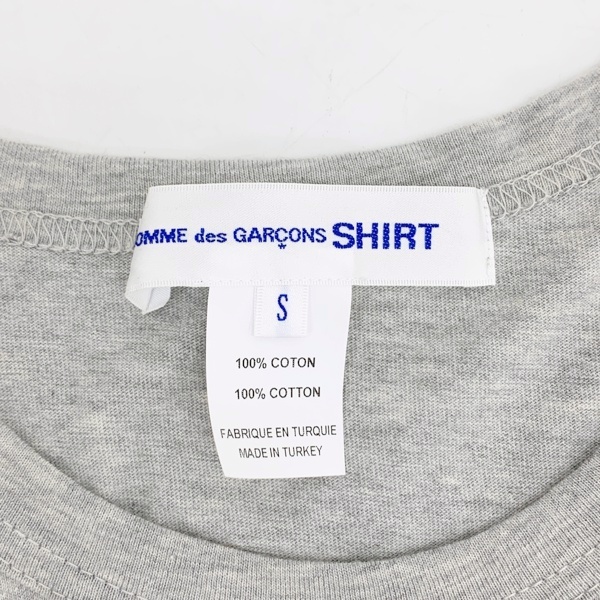 OMME des GARÇONS SHIRT
*
S
100% COTON
100% COTTON
FABRIQUE EN TURQUIE
MADE IN TURKEY